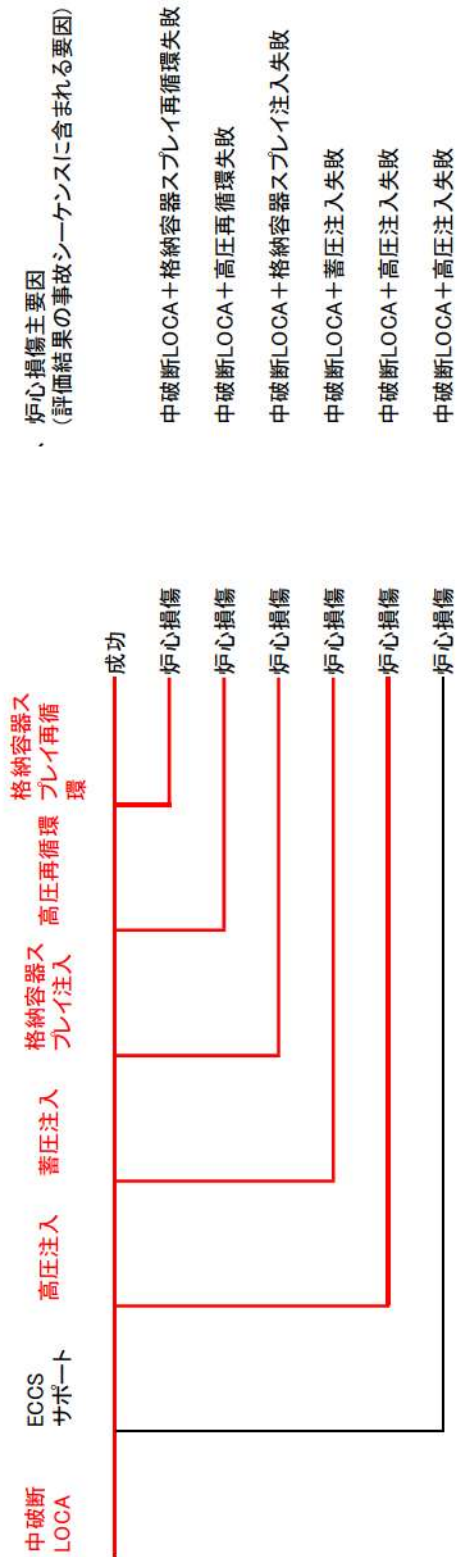 中破断
LOCA
ECCS
サポート
高圧注入
蓄圧注入
格納容器ス
プレイ注入
高圧再循環
格納容器ス
プレイ再循
環
、 炉心損傷主要因
(評価結果の事故シーケンスに含まれる要因)
成功
炉心損傷 中破断LOCA+格納容器スプレイ再循環失敗
炉心損傷 中破断LOCA+高圧再循環失敗
炉心損傷 中破断LOCA+格納容器スプレイ注入失敗
炉心損傷 中破断LOCA+蓄圧注入失敗
炉心損傷 中破断LOCA+高圧注入失敗
炉心損傷 中破断LOCA+高圧注入失敗